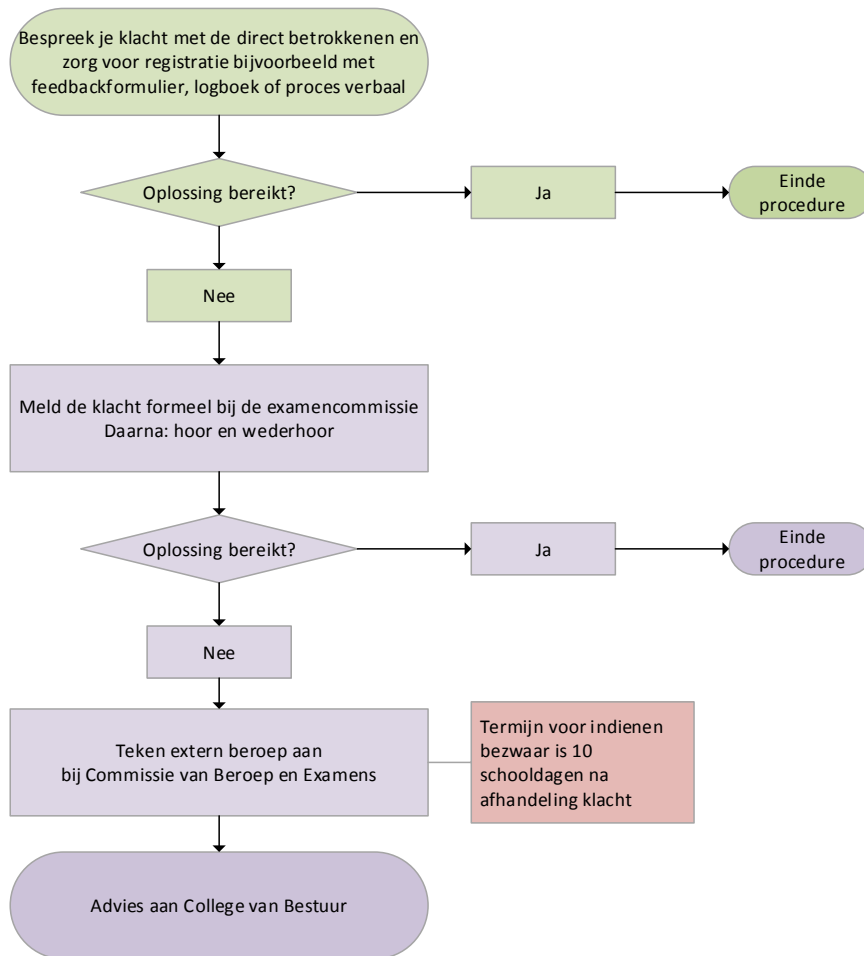 Bespreek je klacht met de direct betrokkenen en
zorg voor registratie bijvoorbeeld met
feedbackformulier, logboek of proces verbaal
Oplossing bereikt?
Ja
Einde
procedure
Nee
Meld de klacht formeel bij de examencommissie
Daarna: hoor en wederhoor
Oplossing bereikt?
Ja
Einde
procedure
Nee
Teken extern beroep aan
bij Commissie van Beroep en Examens
Termijn voor indienen
bezwaar is 10
schooldagen na
afhandeling klacht
Advies aan College van Bestuur